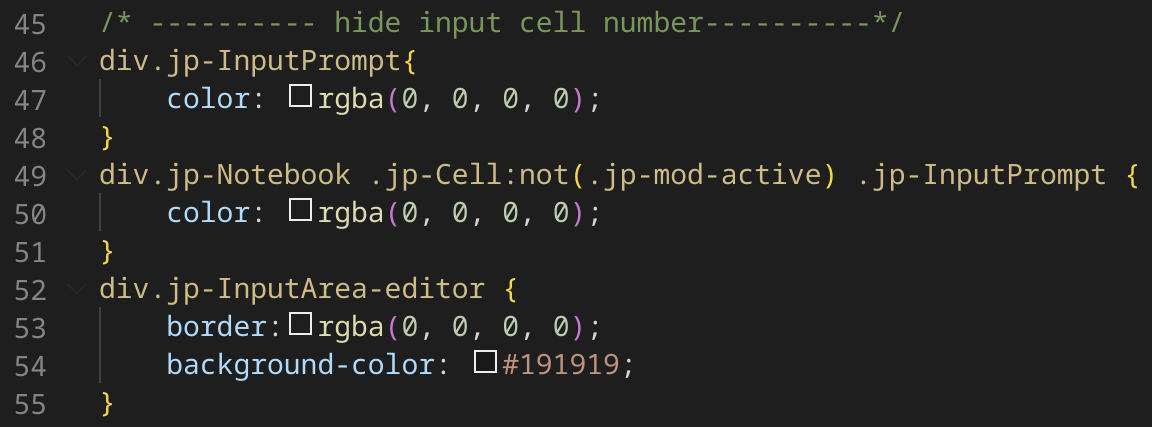 45 /* ---------- hide input cell number----------*/
46 div.jp-InputPrompt{
47     color: rgba(0, 0, 0, 0);
48 }
49 div.jp-Notebook .jp-Cell:not(.jp-mod-active) .jp-InputPrompt {
50     color: rgba(0, 0, 0, 0);
51 }
52 div.jp-InputArea-editor {
53     border:rgba(0, 0, 0, 0);
54     background-color: #191919;
55 }